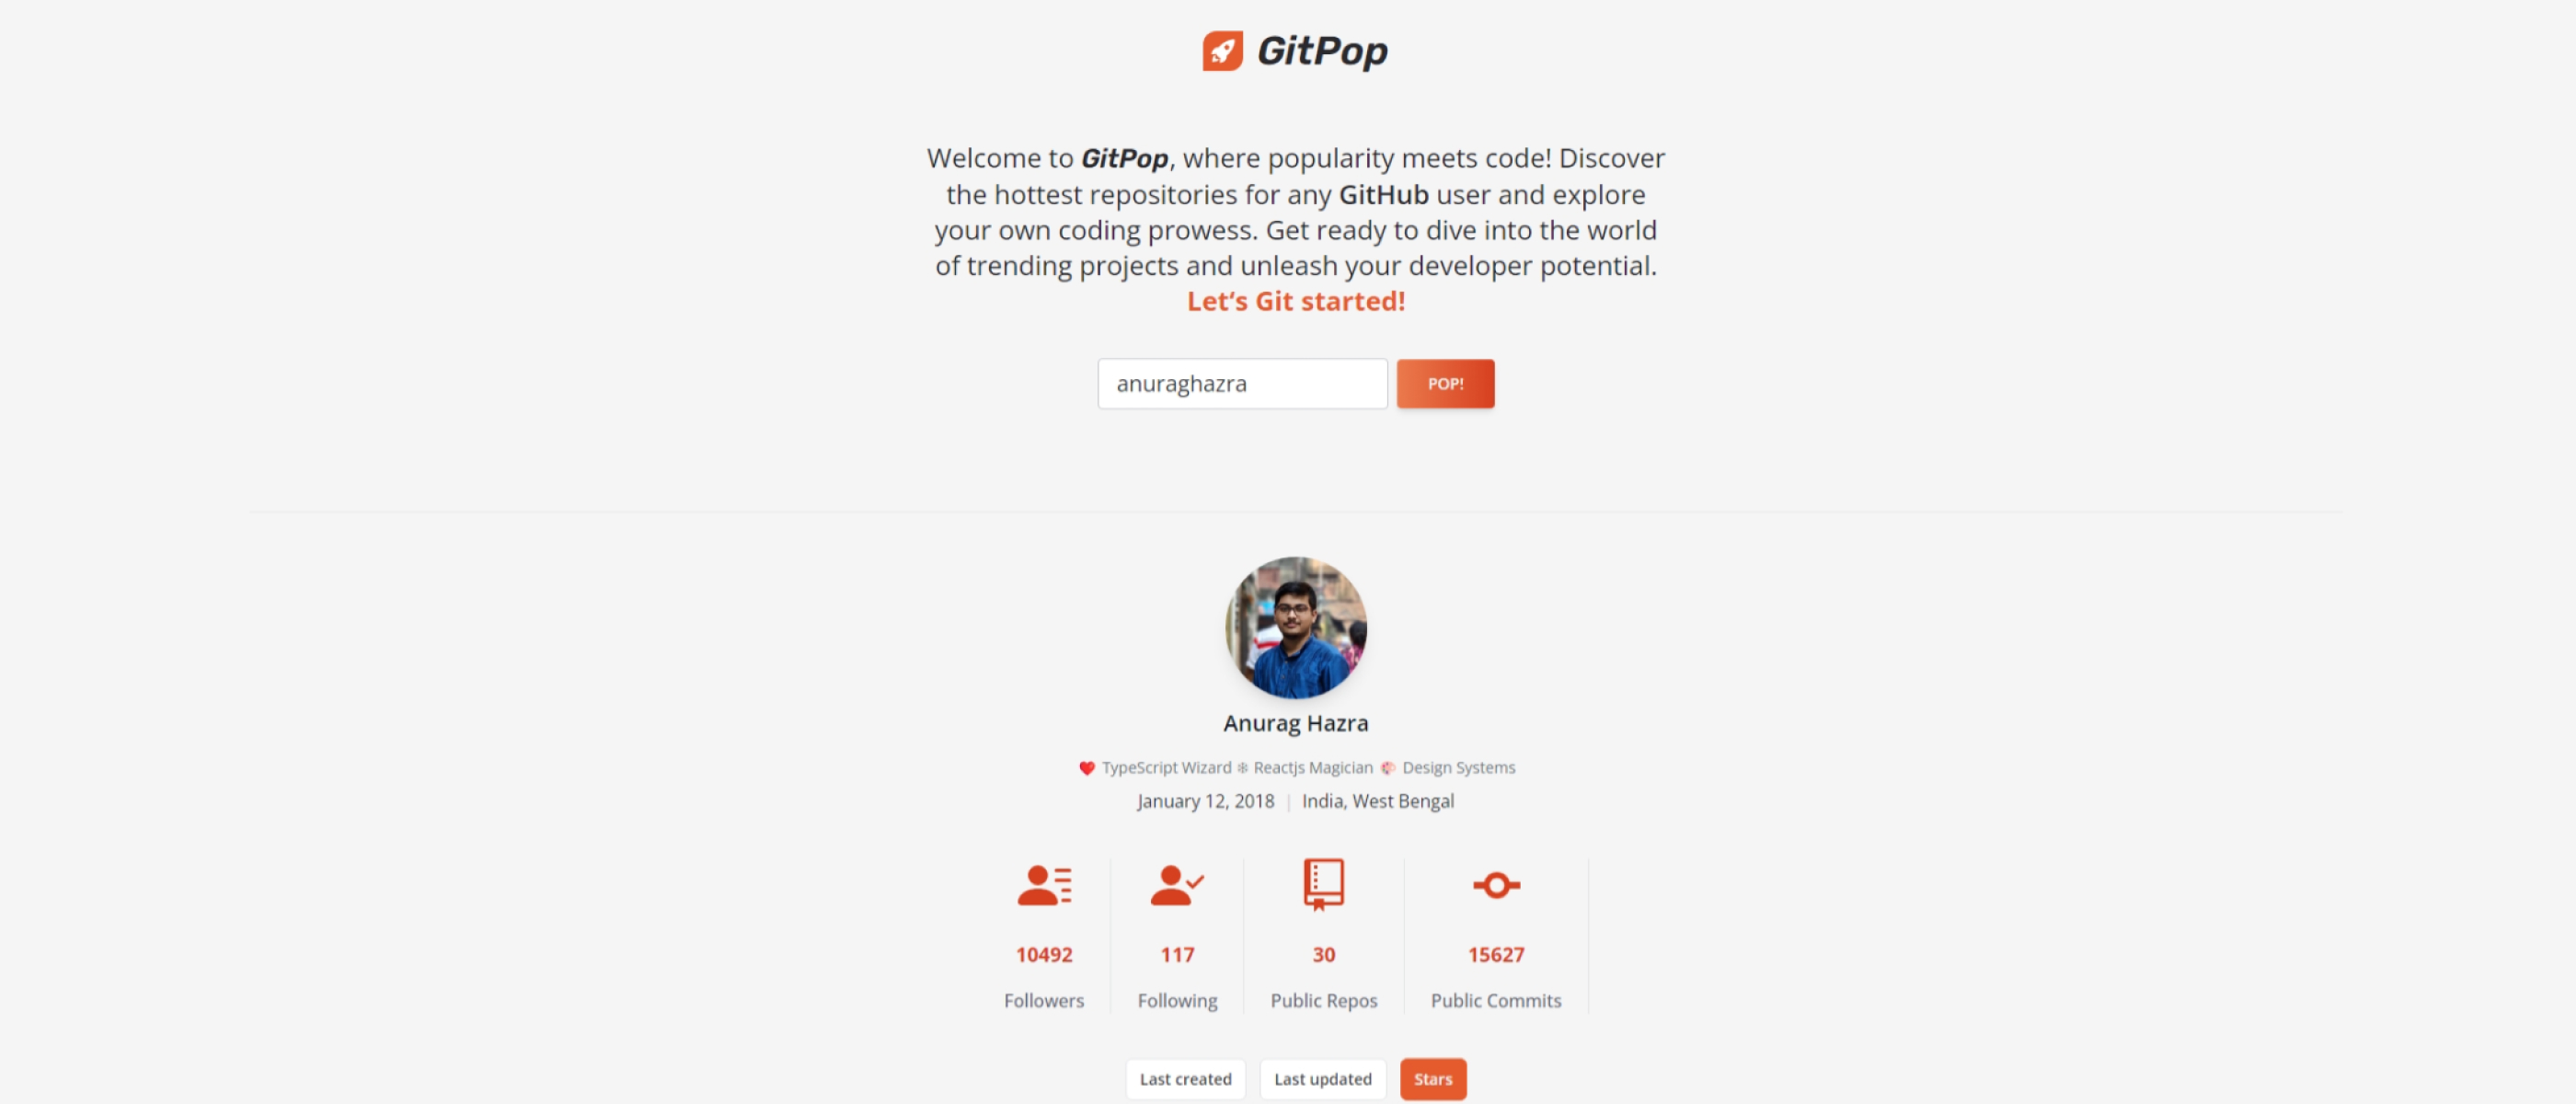 GitPop
Welcome to GitPop, where popularity meets code! Discover
the hottest repositories for any GitHub user and explore
your own coding prowess. Get ready to dive into the world
of trending projects and unleash your developer potential.
Let’s Git started!
anuraghazra POP!
Anurag Hazra
❤️ TypeScript Wizard ⚛ Reactjs Magician 🧠 Design Systems
January 12, 2018 | India, West Bengal
10492 117 30 15627
Followers Following Public Repos Public Commits
Last created Last updated Stars